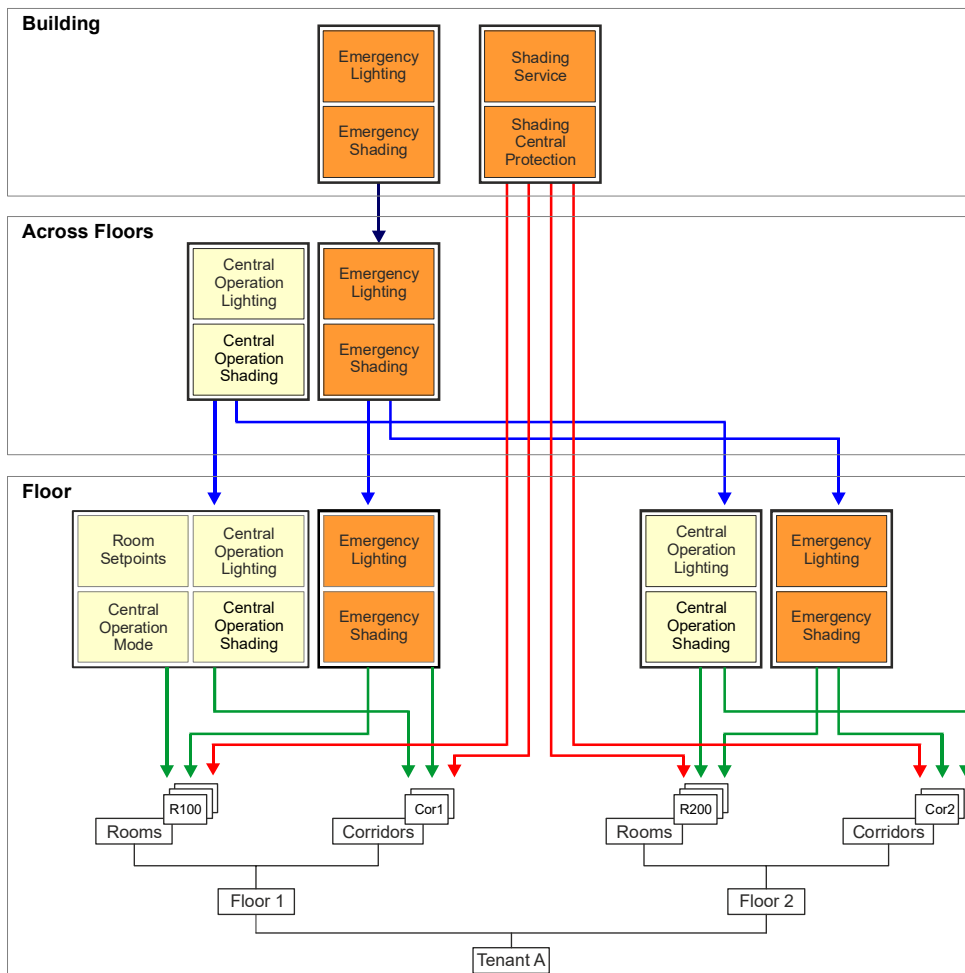 Building
Emergency
Lighting
Emergency
Shading
Shading
Service
Shading
Central
Protection
Across Floors
Central
Operation
Lighting
Central
Operation
Shading
Emergency
Lighting
Emergency
Shading
Floor
Room
Setpoints
Central
Operation
Lighting
Central
Operation
Mode
Central
Operation
Shading
Emergency
Lighting
Emergency
Shading
Central
Operation
Lighting
Central
Operation
Shading
Emergency
Lighting
Emergency
Shading
R100
Rooms
Cor1
Corridors
R200
Rooms
Cor2
Corridors
Floor 1
Floor 2
Tenant A